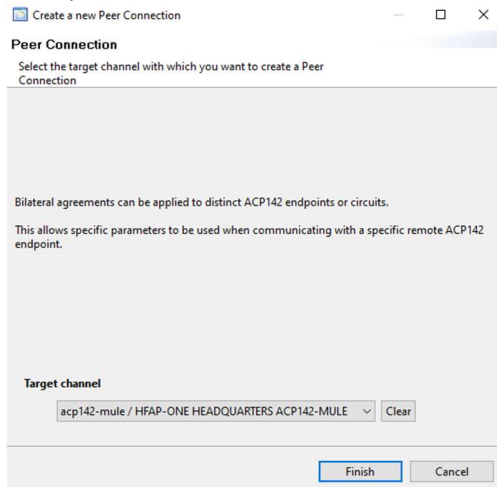 Create a new Peer Connection
Peer Connection
Select the target channel with which you want to create a Peer
Connection
Bilateral agreements can be applied to distinct ACP142 endpoints or circuits.
This allows specific parameters to be used when communicating with a specific remote ACP142
endpoint.
Target channel
acp142-mule / HFAP-ONE HEADQUARTERS ACP142-MULE
Clear
Finish
Cancel